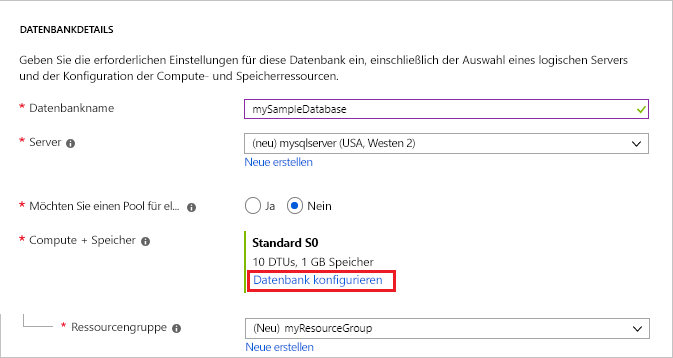 DATENBANKDETAILS
Geben Sie die erforderlichen Einstellungen für diese Datenbank ein, einschließlich der Auswahl eines logischen Servers
und der Konfiguration der Compute- und Speicherressourcen.
* Datenbankname
mySampleDatabase
* Server
(neu) mysqlserver (USA, Westen 2)
Neue erstellen
* Möchten Sie einen Pool für el...
Ja
Nein
* Compute + Speicher
Standard S0
10 DTUs, 1 GB Speicher
Datenbank konfigurieren
* Ressourcengruppe
(Neu) myResourceGroup
Neue erstellen